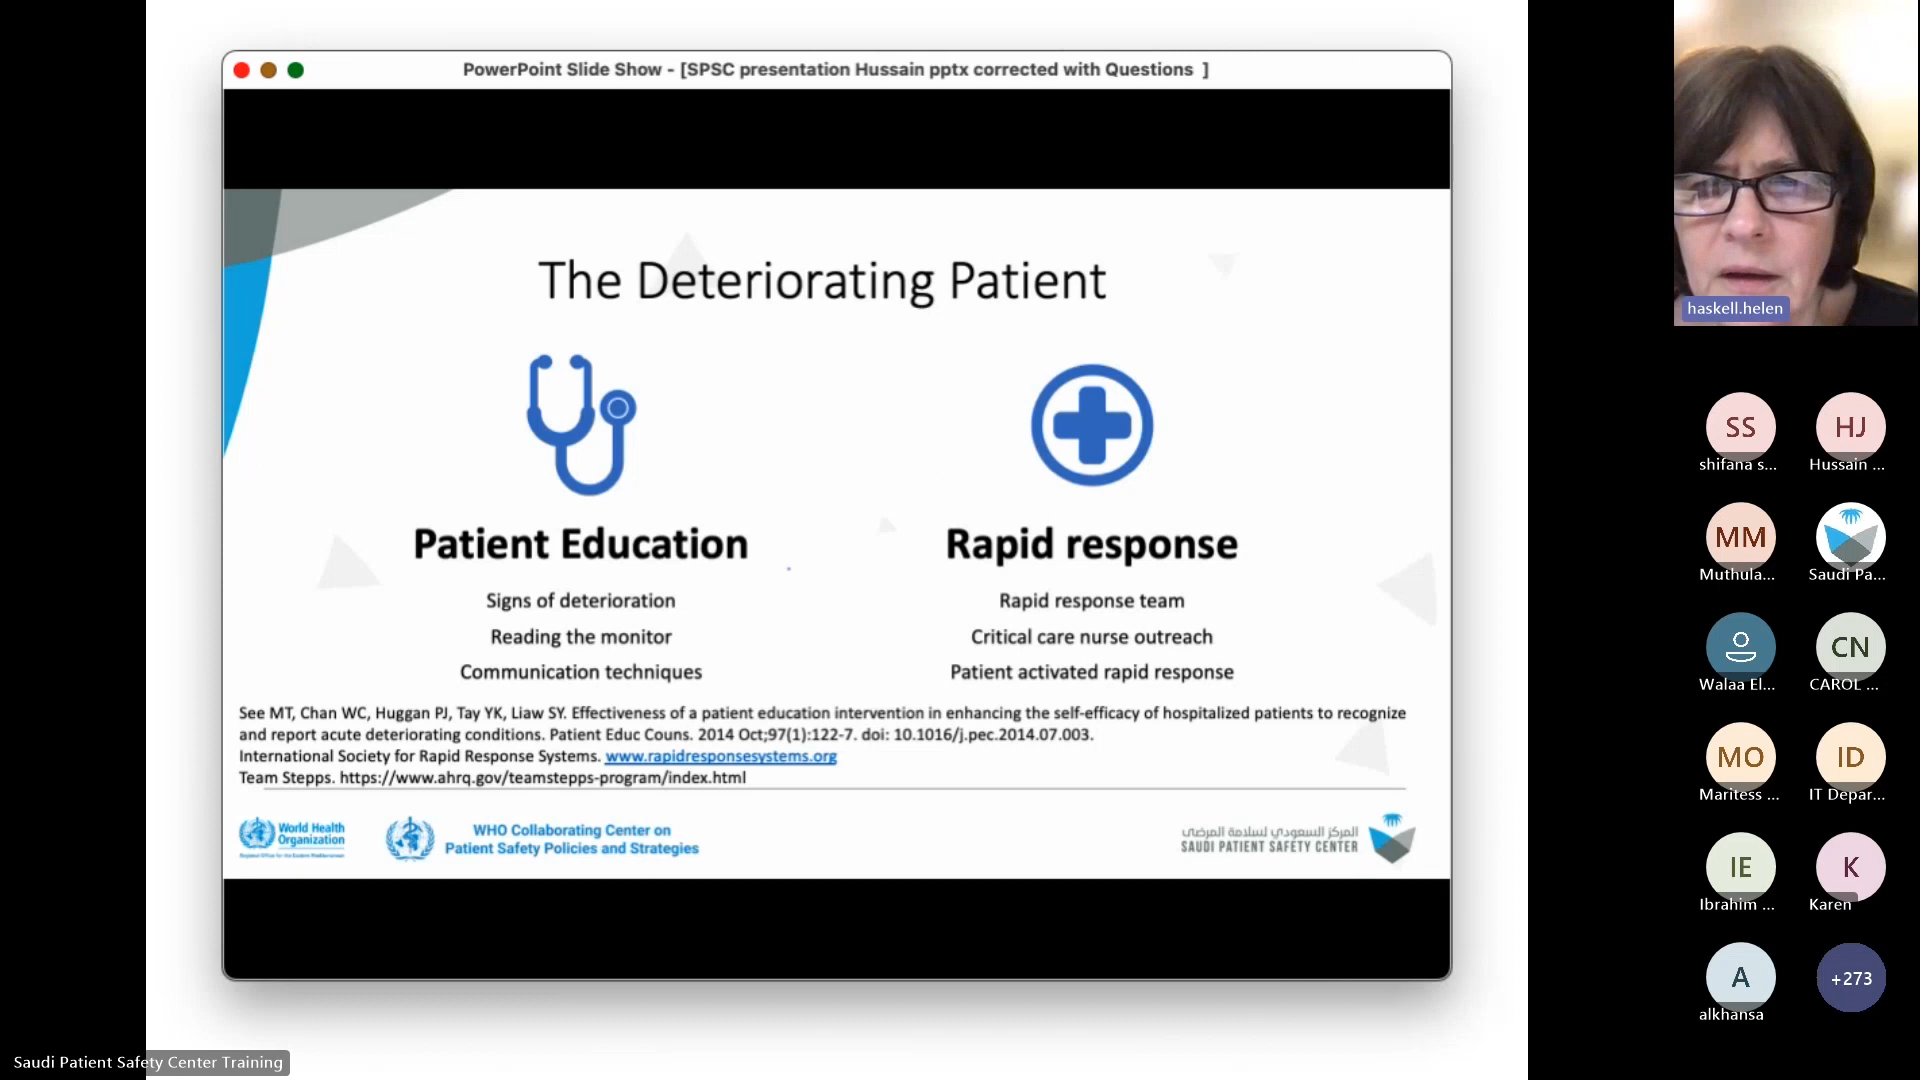 PowerPoint Slide Show - [SPSC presentation Hussain pptx corrected with Questions ]
The Deteriorating Patient
Patient Education
Signs of deterioration
Reading the monitor
Communication techniques
Rapid response
Rapid response team
Critical care nurse outreach
Patient activated rapid response
See MT, Chan WC, Huggan PJ, Tay YK, Liaw SY. Effectiveness of a patient education intervention in enhancing the self-efficacy of hospitalized patients to recognize
and report acute deteriorating conditions. Patient Educ Couns. 2014 Oct;97(1):122-7. doi: 10.1016/j.pec.2014.07.003.
International Society for Rapid Response Systems. www.rapidresponsesystems.org
Team Stepps. https://www.ahrq.gov/teamstepps-program/index.html
World Health
Organization
Regional Office for the Eastern Mediterranean
WHO Collaborating Center on
Patient Safety Policies and Strategies
المركز السعودي لسلامة المرضى
SAUDI PATIENT SAFETY CENTER
haskell.helen
SS
shifana s...
HJ
Hussain ...
MM
Muthula...
Saudi Pa...
Walaa El...
CN
CAROL ...
MO
Maritess ...
ID
IT Depar...
IE
Ibrahim ...
K
Karen
A
alkhansa
+273
Saudi Patient Safety Center Training